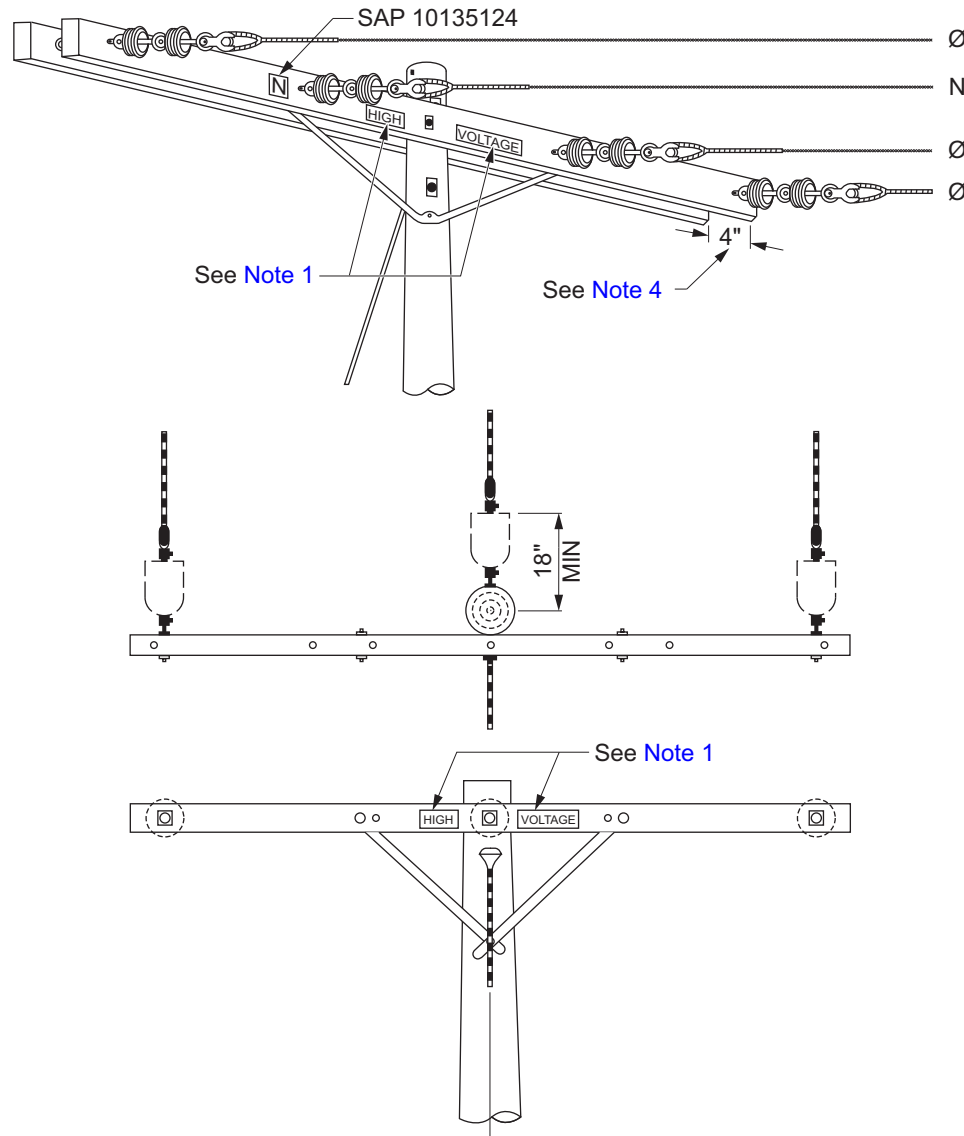 SAP 10135124
Ø
N
N
HIGH
VOLTAGE
Ø
Ø
4"
See Note 1
See Note 4
18"
MIN
See Note 1
HIGH
VOLTAGE